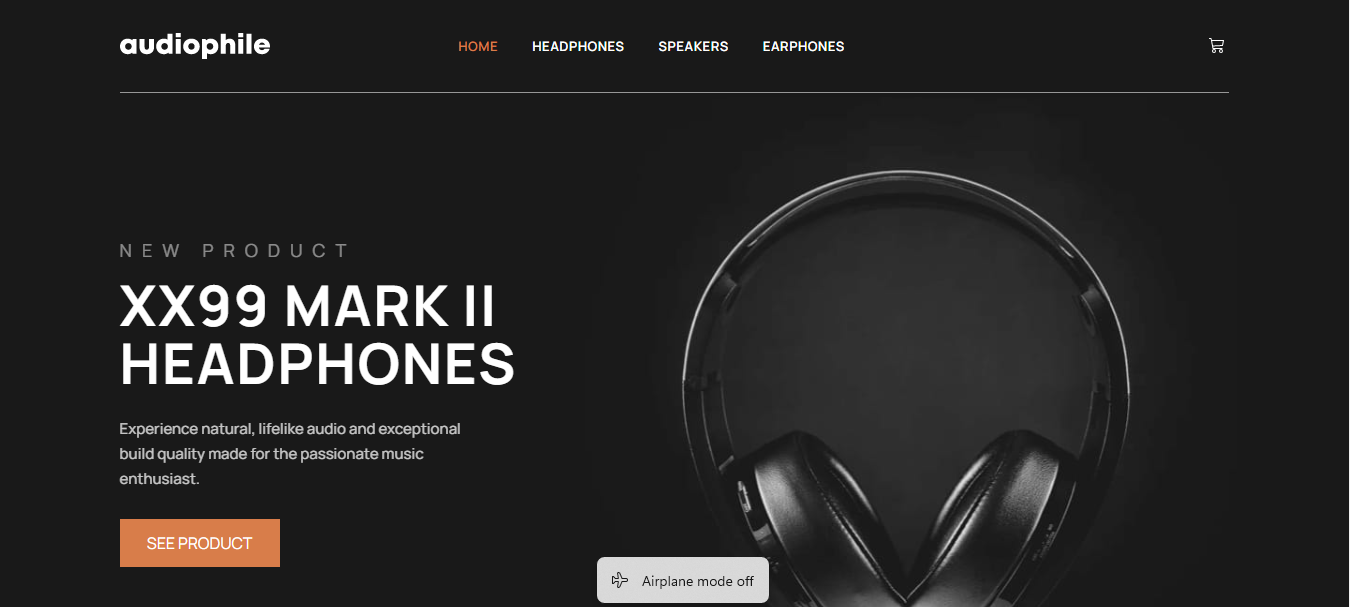 audiophile
HOME HEADPHONES SPEAKERS EARPHONES
NEW PRODUCT
XX99 MARK II
HEADPHONES
Experience natural, lifelike audio and exceptional
build quality made for the passionate music
enthusiast.
SEE PRODUCT
Airplane mode off